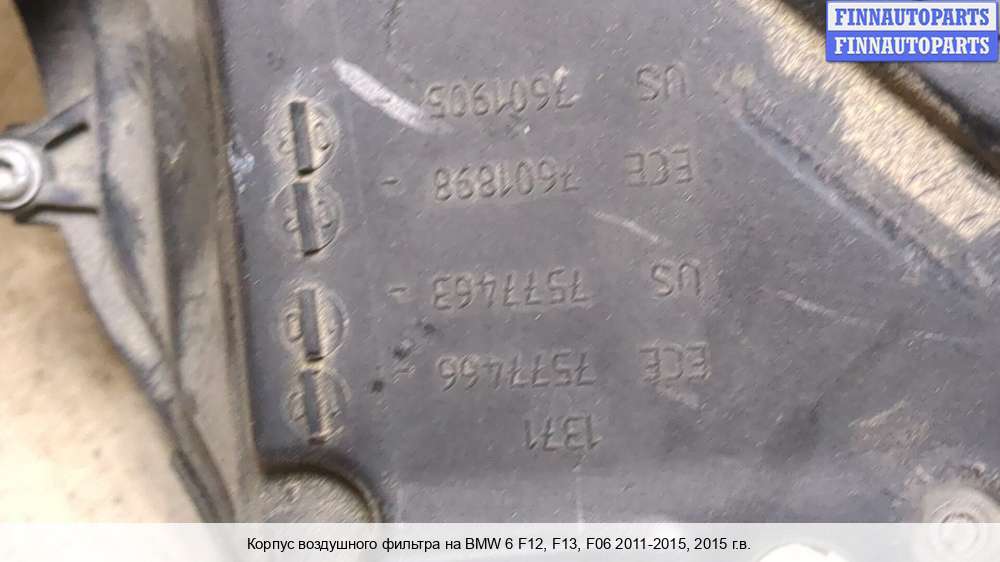 FINNAUTOPARTS
FINNAUTOPARTS
1371
ECE 7577466 -
US 7577463 -
ECE 7601898 -
US 7601905
Корпус воздушного фильтра на BMW 6 F12, F13, F06 2011-2015, 2015 г.в.